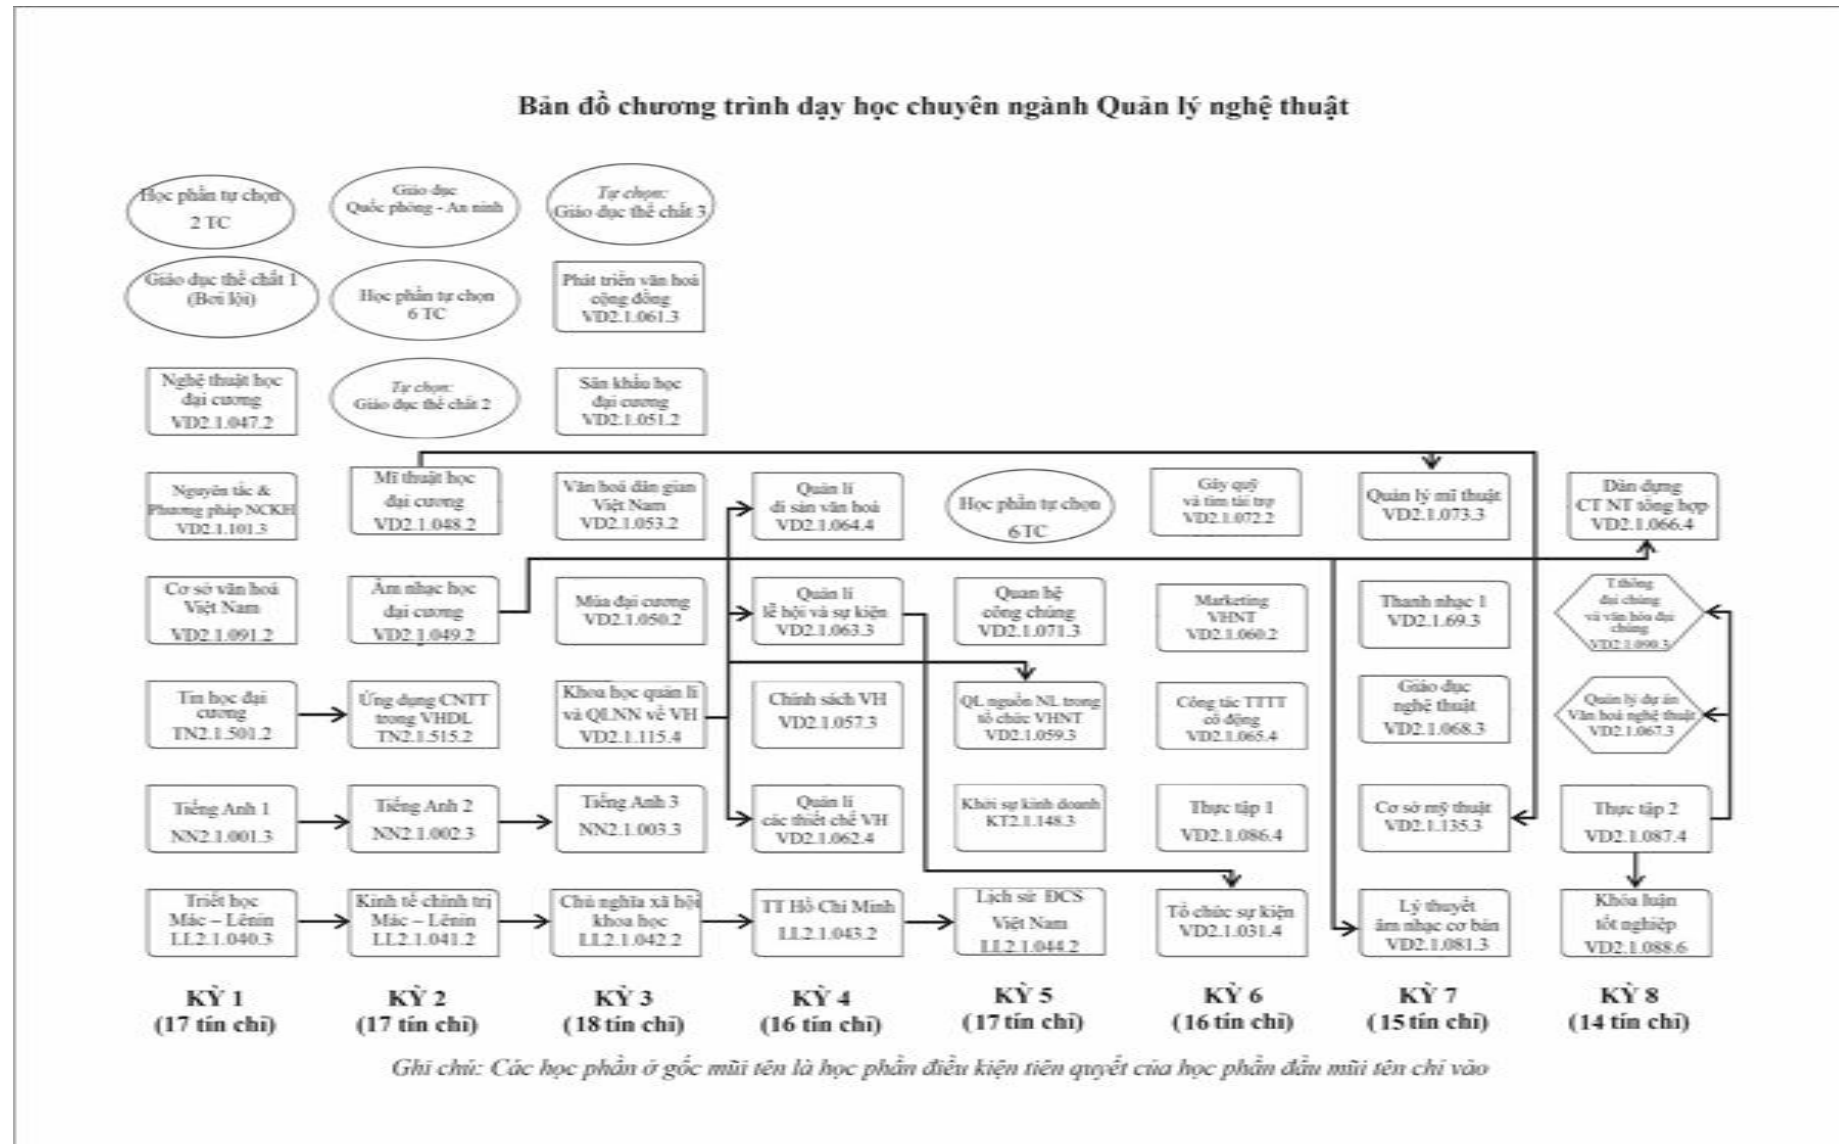 Bản đồ chương trình dạy học chuyên ngành Quản lý nghệ thuật
Học phần tự chọn
2 TC
Giáo dục
Quốc phòng - An ninh
Tự chọn:
Giáo dục thể chất 3
Giáo dục thể chất 1
(Bơi lội)
Học phần tự chọn
6 TC
Phát triển văn hoá
cộng đồng
VD2.1.061.3
Nghệ thuật học
đại cương
VD2.1.047.2
Tự chọn:
Giáo dục thể chất 2
Sân khấu học
đại cương
VD2.1.051.2
Nguyên tắc &
Phương pháp NCKH
VD2.1.101.3
Mĩ thuật học
đại cương
VD2.1.048.2
Văn hoá dân gian
Việt Nam
VD2.1.053.2
Quản lí
di sản văn hoá
VD2.1.064.4
Học phần tự chọn
6TC
Gây quỹ
và tìm tài trợ
VD2.1.072.2
Quản lý mĩ thuật
VD2.1.073.3
Dàn dựng
CT NT tổng hợp
VD2.1.066.4
Cơ sở văn hoá
Việt Nam
VD2.1.091.2
Âm nhạc học
đại cương
VD2.1.049.2
Múa đại cương
VD2.1.050.2
Quản lí
lễ hội và sự kiện
VD2.1.063.3
Quan hệ
công chúng
VD2.1.071.3
Marketing
VHNT
VD2.1.060.2
Thanh nhạc 1
VD2.1.69.3
T.thông
đại chúng
và văn hóa đại
chúng
VD2.1.090.3
Tin học đại
cương
TN2.1.501.2
Ứng dụng CNTT
trong VHDL
TN2.1.515.2
Khoa học quản lí
và QLNN về VH
VD2.1.115.4
Chính sách VH
VD2.1.057.3
QL nguồn NL trong
tổ chức VHNT
VD2.1.059.3
Công tác TTTT
cổ động
VD2.1.065.4
Giáo dục
nghệ thuật
VD2.1.068.3
Quản lý dự án
Văn hoá nghệ thuật
VD2.1.067.3
Tiếng Anh 1
NN2.1.001.3
Tiếng Anh 2
NN2.1.002.3
Tiếng Anh 3
NN2.1.003.3
Quản lí
các thiết chế VH
VD2.1.062.4
Khởi sự kinh doanh
KT2.1.148.3
Thực tập 1
VD2.1.086.4
Cơ sở mỹ thuật
VD2.1.135.3
Thực tập 2
VD2.1.087.4
Triết học
Mác – Lênin
LL2.1.040.3
Kinh tế chính trị
Mác – Lênin
LL2.1.041.2
Chủ nghĩa xã hội
khoa học
LL2.1.042.2
TT Hồ Chí Minh
LL2.1.043.2
Lịch sử ĐCS
Việt Nam
LL2.1.044.2
Tổ chức sự kiện
VD2.1.031.4
Lý thuyết
âm nhạc cơ bản
VD2.1.081.3
Khóa luận
tốt nghiệp
VD2.1.088.6
KỲ 1
(17 tín chỉ)
KỲ 2
(17 tín chỉ)
KỲ 3
(18 tín chỉ)
KỲ 4
(16 tín chỉ)
KỲ 5
(17 tín chỉ)
KỲ 6
(16 tín chỉ)
KỲ 7
(15 tín chỉ)
KỲ 8
(14 tín chỉ)
Ghi chú: Các học phần ở gốc mũi tên là học phần điều kiện tiên quyết của học phần đầu mũi tên chỉ vào